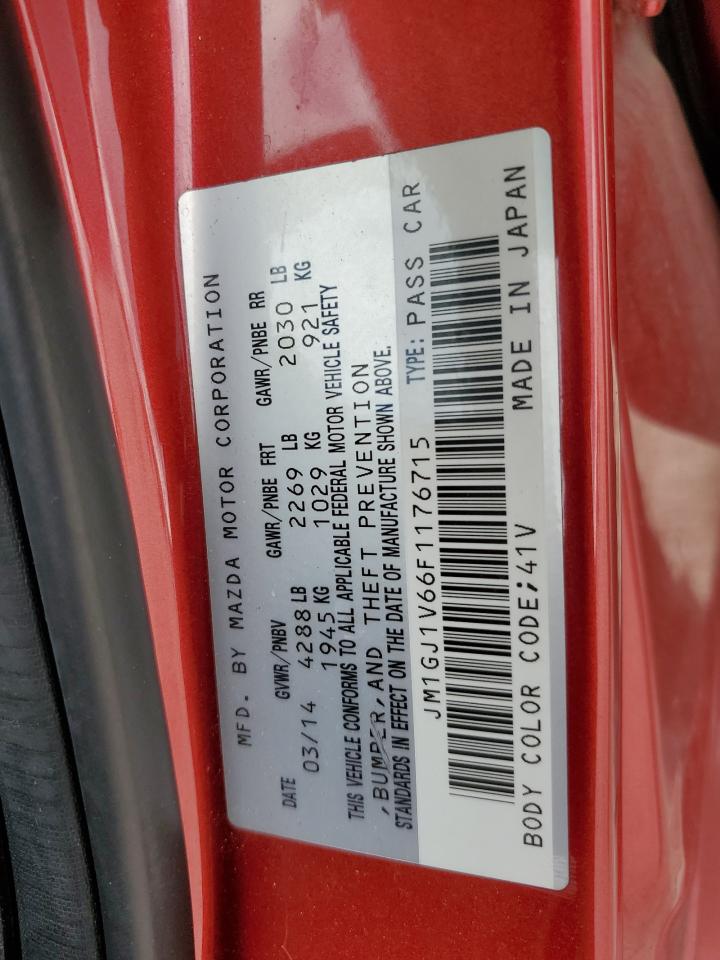 MFD. BY MAZDA MOTOR CORPORATION
DATE GVWR/PNBV GAWR/PNBE FRT GAWR/PNBE RR
03/14 4288 LB 2269 LB 2030 LB
1945 KG 1029 KG 921 KG
THIS VEHICLE CONFORMS TO ALL APPLICABLE FEDERAL MOTOR VEHICLE SAFETY
,BUMPER,AND THEFT PREVENTION
STANDARDS IN EFFECT ON THE DATE OF MANUFACTURE SHOWN ABOVE.
JM1GJ1V66F1176715 TYPE: PASS CAR
BODY COLOR CODE;41V MADE IN JAPAN